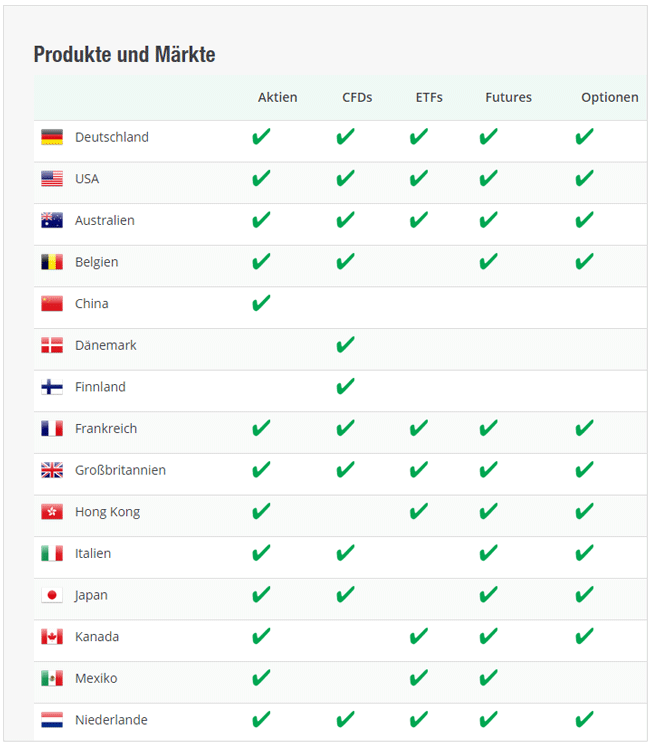 Produkte und Märkte
Aktien CFDs ETFs Futures Optionen
Deutschland ✔ ✔ ✔ ✔ ✔
USA ✔ ✔ ✔ ✔ ✔
Australien ✔ ✔ ✔ ✔ ✔
Belgien ✔ ✔ ✔ ✔
China ✔
Dänemark ✔
Finnland ✔
Frankreich ✔ ✔ ✔ ✔ ✔
Großbritannien ✔ ✔ ✔ ✔ ✔
Hong Kong ✔ ✔ ✔ ✔
Italien ✔ ✔ ✔ ✔
Japan ✔ ✔ ✔ ✔
Kanada ✔ ✔ ✔ ✔
Mexiko ✔ ✔ ✔
Niederlande ✔ ✔ ✔ ✔ ✔